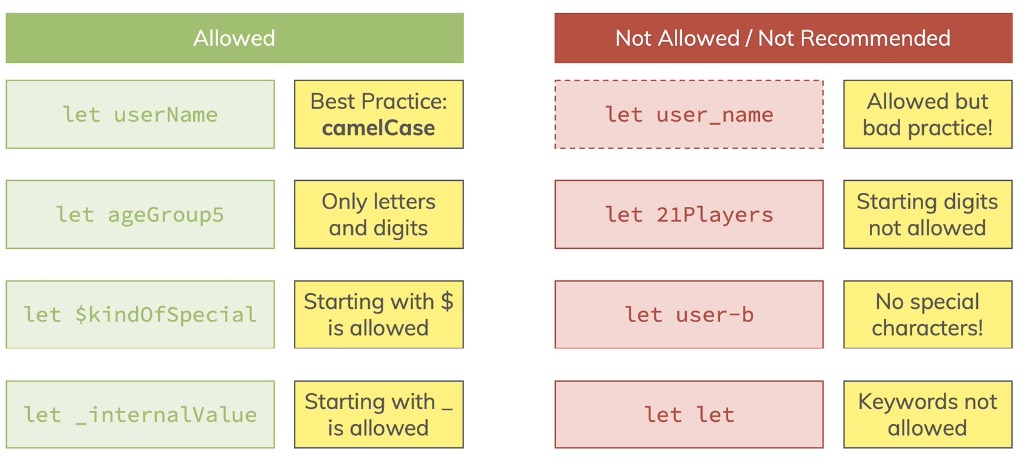 Allowed
Not Allowed / Not Recommended
let userName
Best Practice:
camelCase
let user_name
Allowed but
bad practice!
let ageGroup5
Only letters
and digits
let 21Players
Starting digits
not allowed
let $kindOfSpecial
Starting with $
is allowed
let user-b
No special
characters!
let _internalValue
Starting with _
is allowed
let let
Keywords not
allowed